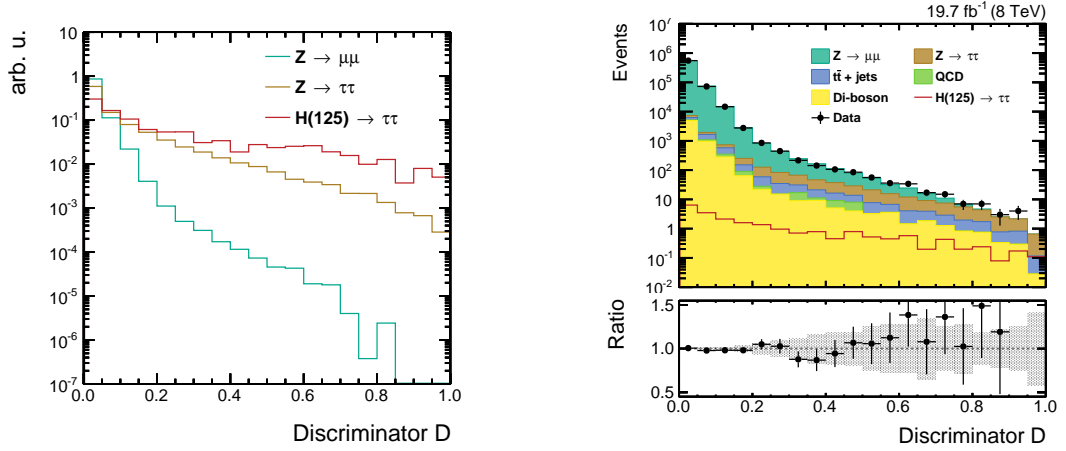 arb. u.
10
1
10⁻¹
10⁻²
10⁻³
10⁻⁴
10⁻⁵
10⁻⁶
10⁻⁷
Z → μμ
Z → ττ
H(125) → ττ
0.0 0.2 0.4 0.6 0.8 1.0
Discriminator D
19.7 fb⁻¹ (8 TeV)
Events
10⁷
10⁶
10⁵
10⁴
10³
10²
10
1
10⁻¹
10⁻²
Z → μμ Z → ττ
tt̄ + jets QCD
Di-boson H(125) → ττ
Data
Ratio
1.5
1.0
0.5
0.0 0.2 0.4 0.6 0.8 1.0
Discriminator D